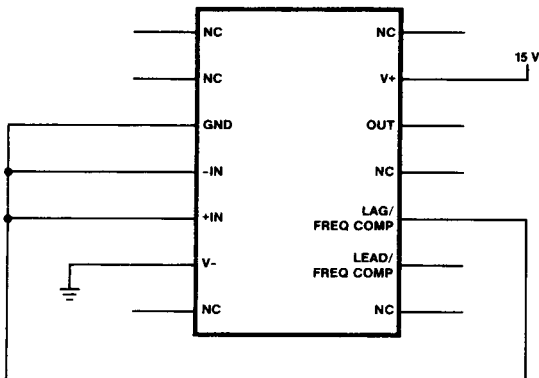 NC
NC
GND
-IN
+IN
V-
NC
NC
15 V
V+
OUT
NC
LAG/
FREQ COMP
LEAD/
FREQ COMP
NC